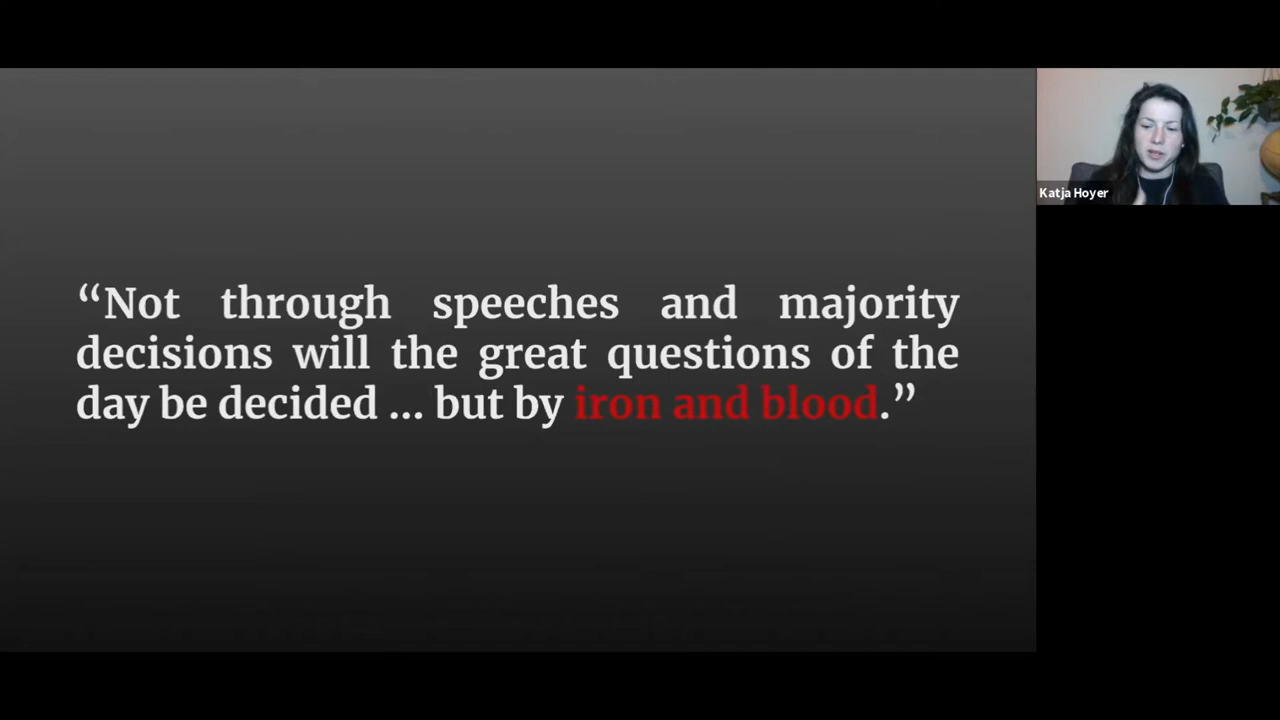 “Not through speeches and majority
decisions will the great questions of the
day be decided ... but by iron and blood.”
Katja Hoyer